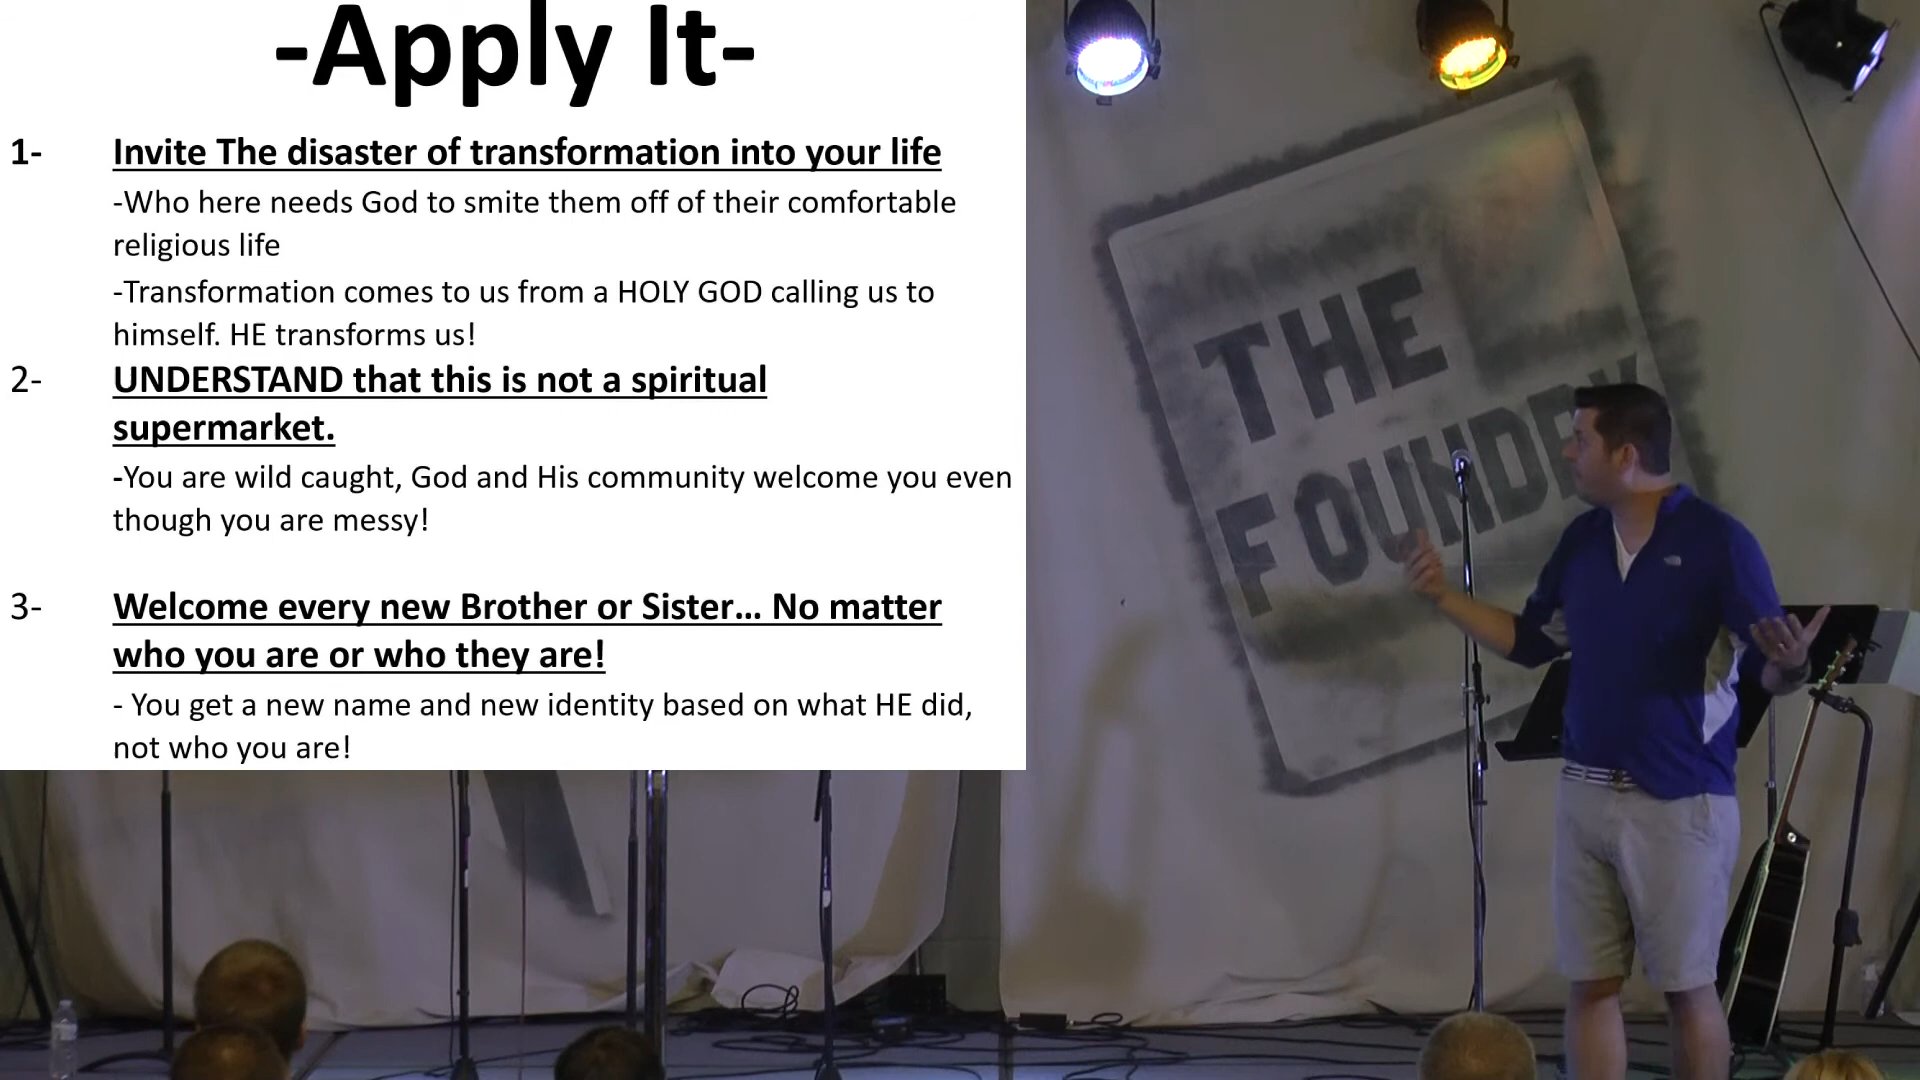 -Apply It-
1- Invite The disaster of transformation into your life
-Who here needs God to smite them off of their comfortable
religious life
-Transformation comes to us from a HOLY GOD calling us to
himself. HE transforms us!
2- UNDERSTAND that this is not a spiritual
supermarket.
-You are wild caught, God and His community welcome you even
though you are messy!
3- Welcome every new Brother or Sister... No matter
who you are or who they are!
- You get a new name and new identity based on what HE did,
not who you are!
THE
FOUNDRY